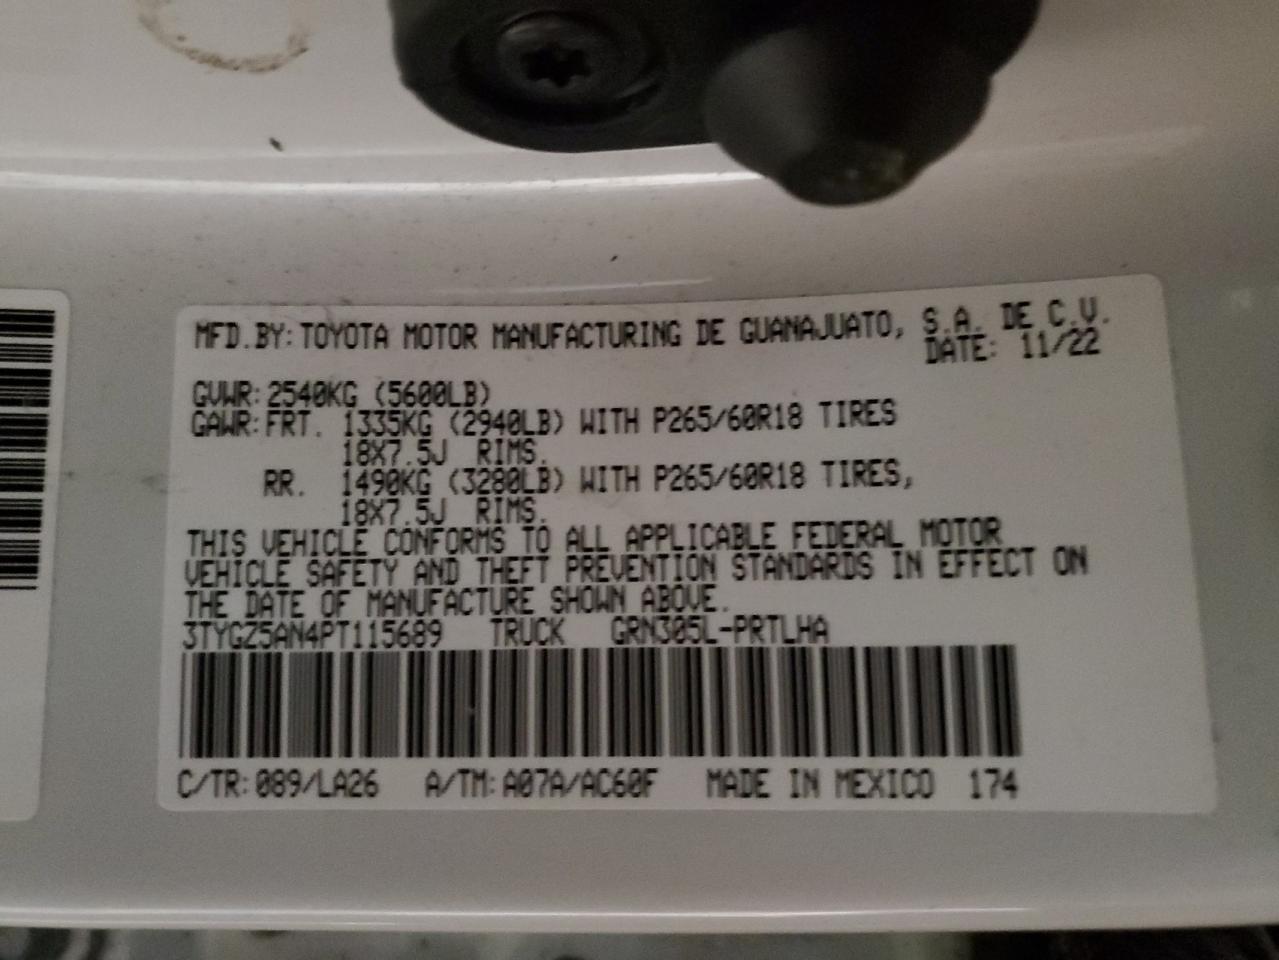 MFD.BY: TOYOTA MOTOR MANUFACTURING DE GUANAJUATO, S.A. DE C.V.
DATE: 11/22
GVWR: 2540KG (5600LB)
GAWR: FRT. 1335KG (2940LB) WITH P265/60R18 TIRES
18X7.5J RIMS.
RR. 1490KG (3280LB) WITH P265/60R18 TIRES,
18X7.5J RIMS.
THIS VEHICLE CONFORMS TO ALL APPLICABLE FEDERAL MOTOR
VEHICLE SAFETY AND THEFT PREVENTION STANDARDS IN EFFECT ON
THE DATE OF MANUFACTURE SHOWN ABOVE.
3TYGZ5AN4PT115689 TRUCK GRN305L-PRTLHA
C/TR: 089/LA26 A/TM: A07A/AC60F MADE IN MEXICO 174